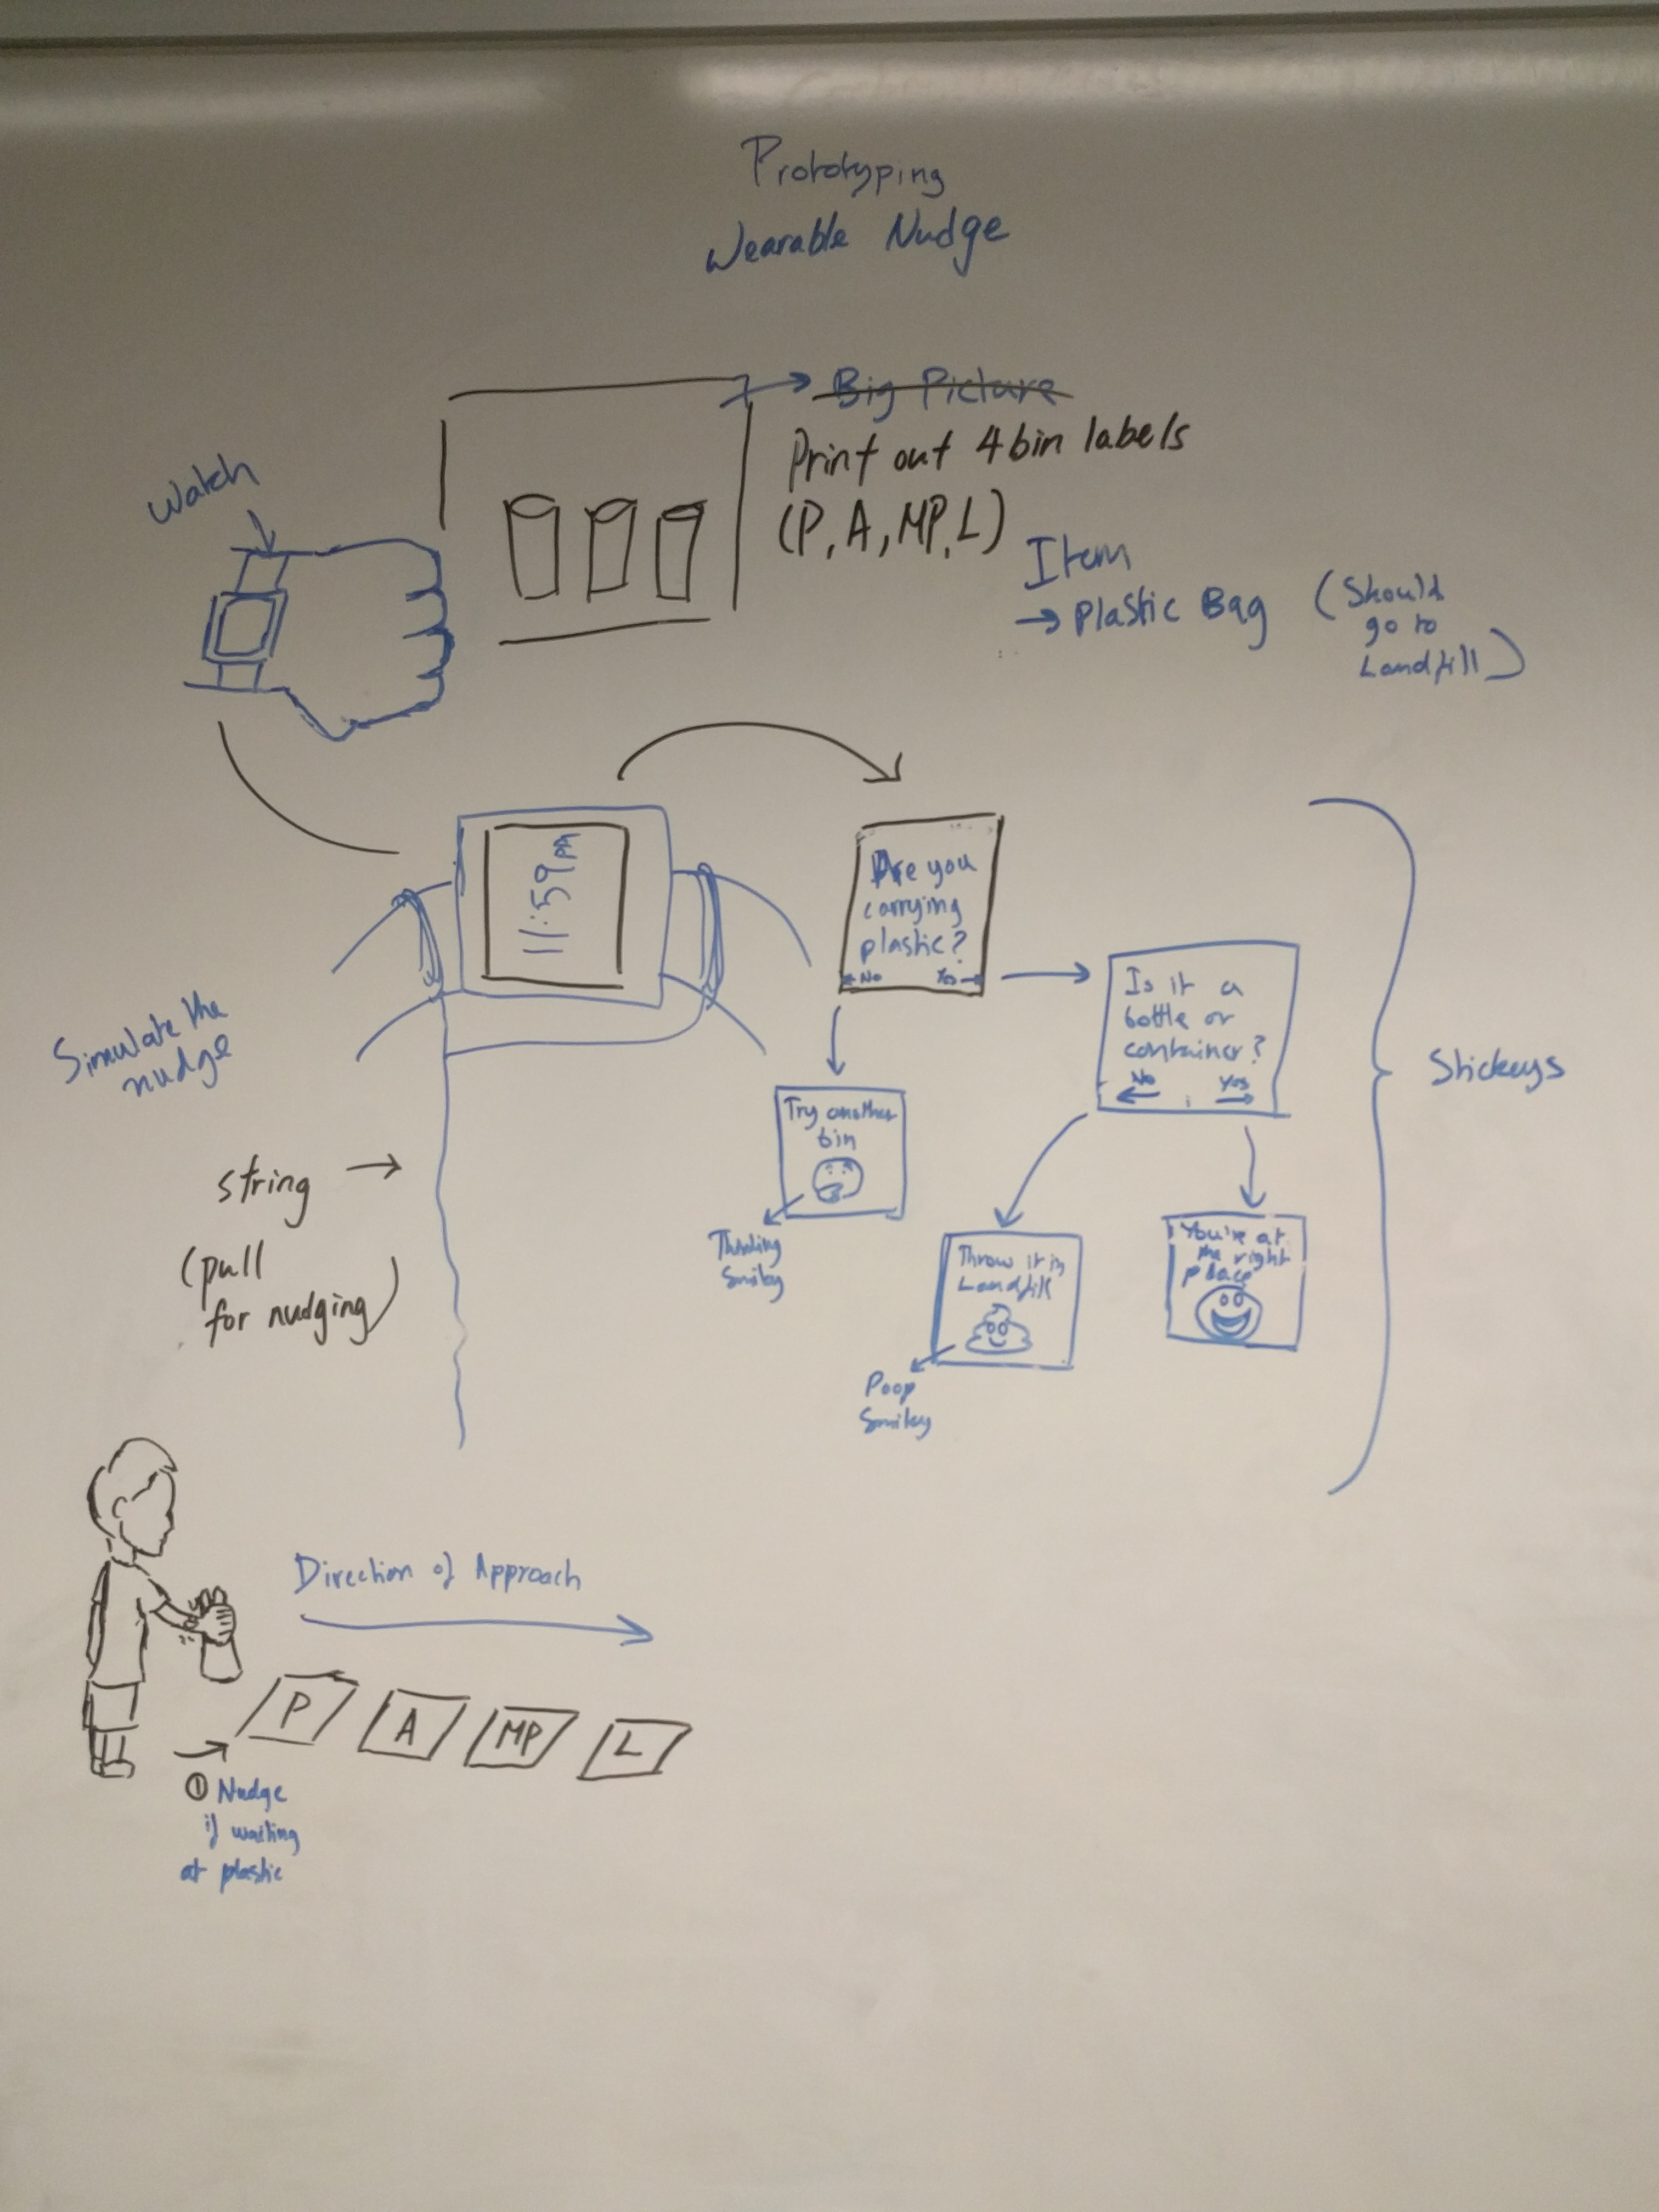 Prototyping
Wearable Nudge
Big Picture
Print out 4 bin labels
(P, A, MP, L)
Watch
Item
→ Plastic Bag (Should
go to
Landfill)
11:59
Are you
carrying
plastic?
← No Yes →
Is it a
bottle or
container?
No Yes
Stickeys
Simulate the
nudge
Try another
bin
Thinking
Smiley
string →
(pull
for nudging)
Throw it in
Landfill
Poop
Smiley
You're at
the right
place
Direction of Approach
P A MP L
① Nudge
if waiting
at plastic